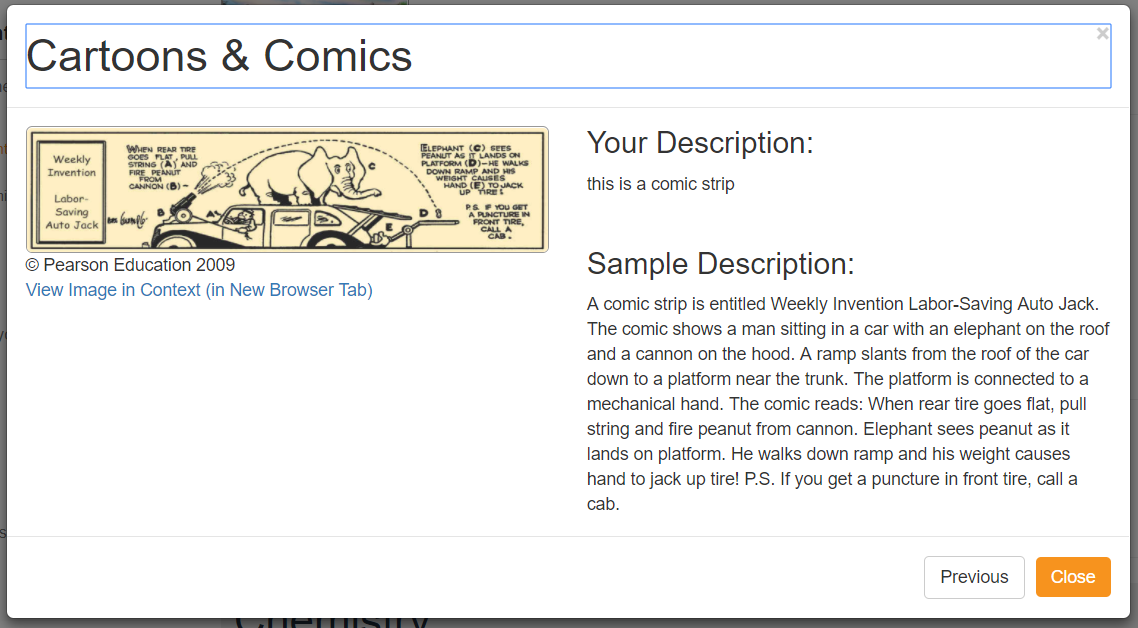 Cartoons & Comics
×
Weekly
Invention
Labor-
Saving
Auto Jack
WHEN REAR TIRE
GOES FLAT, PULL
STRING (A) AND
FIRE PEANUT
FROM
CANNON (B) -
B
A
C
ELEPHANT (C) SEES
PEANUT AS IT LANDS ON
PLATFORM (D)-HE WALKS
DOWN RAMP AND HIS
WEIGHT CAUSES
HAND (E) TO JACK
UP TIRE!
P.S. IF YOU GET
A PUNCTURE IN
FRONT TIRE,
CALL A
CAB.
D
E
© Pearson Education 2009
View Image in Context (in New Browser Tab)
Your Description:
this is a comic strip
Sample Description:
A comic strip is entitled Weekly Invention Labor-Saving Auto Jack.
The comic shows a man sitting in a car with an elephant on the roof
and a cannon on the hood. A ramp slants from the roof of the car
down to a platform near the trunk. The platform is connected to a
mechanical hand. The comic reads: When rear tire goes flat, pull
string and fire peanut from cannon. Elephant sees peanut as it
lands on platform. He walks down ramp and his weight causes
hand to jack up tire! P.S. If you get a puncture in front tire, call a
cab.
Previous
Close
Chemistry